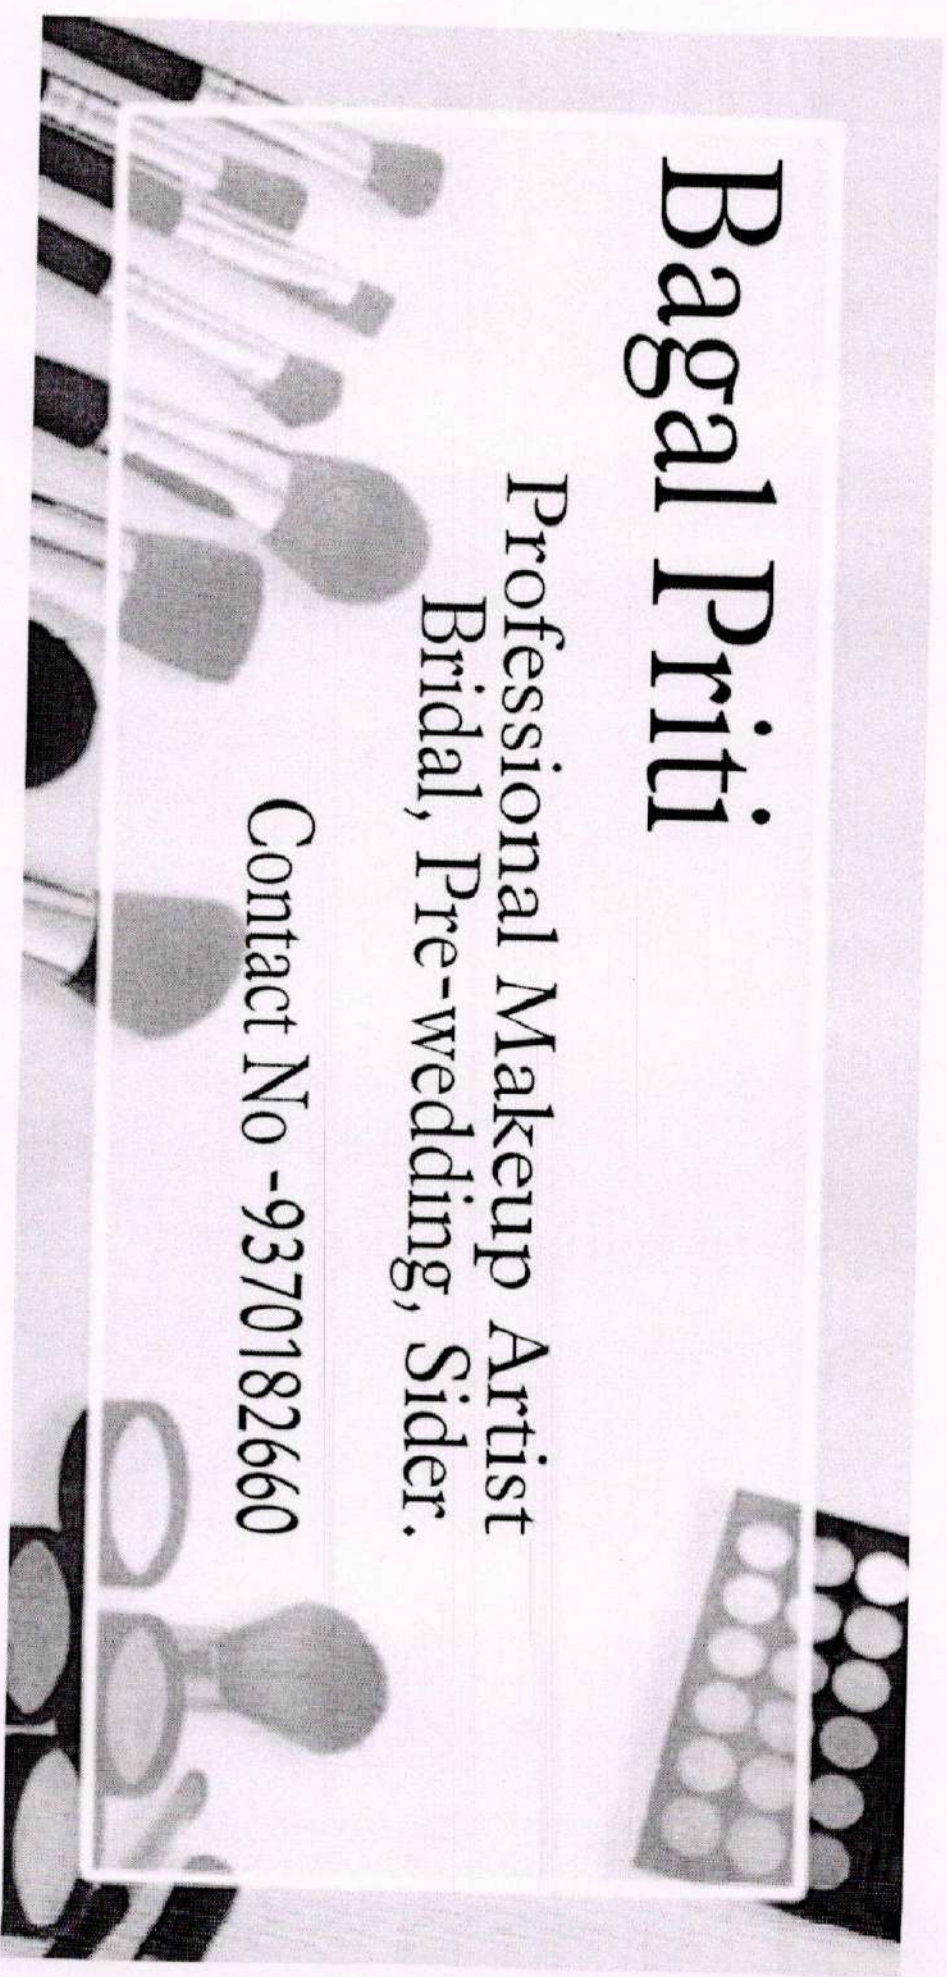 Bagal Priti
Professional Makeup Artist
Bridal, Pre-wedding, Sider.
Contact No -9370182660